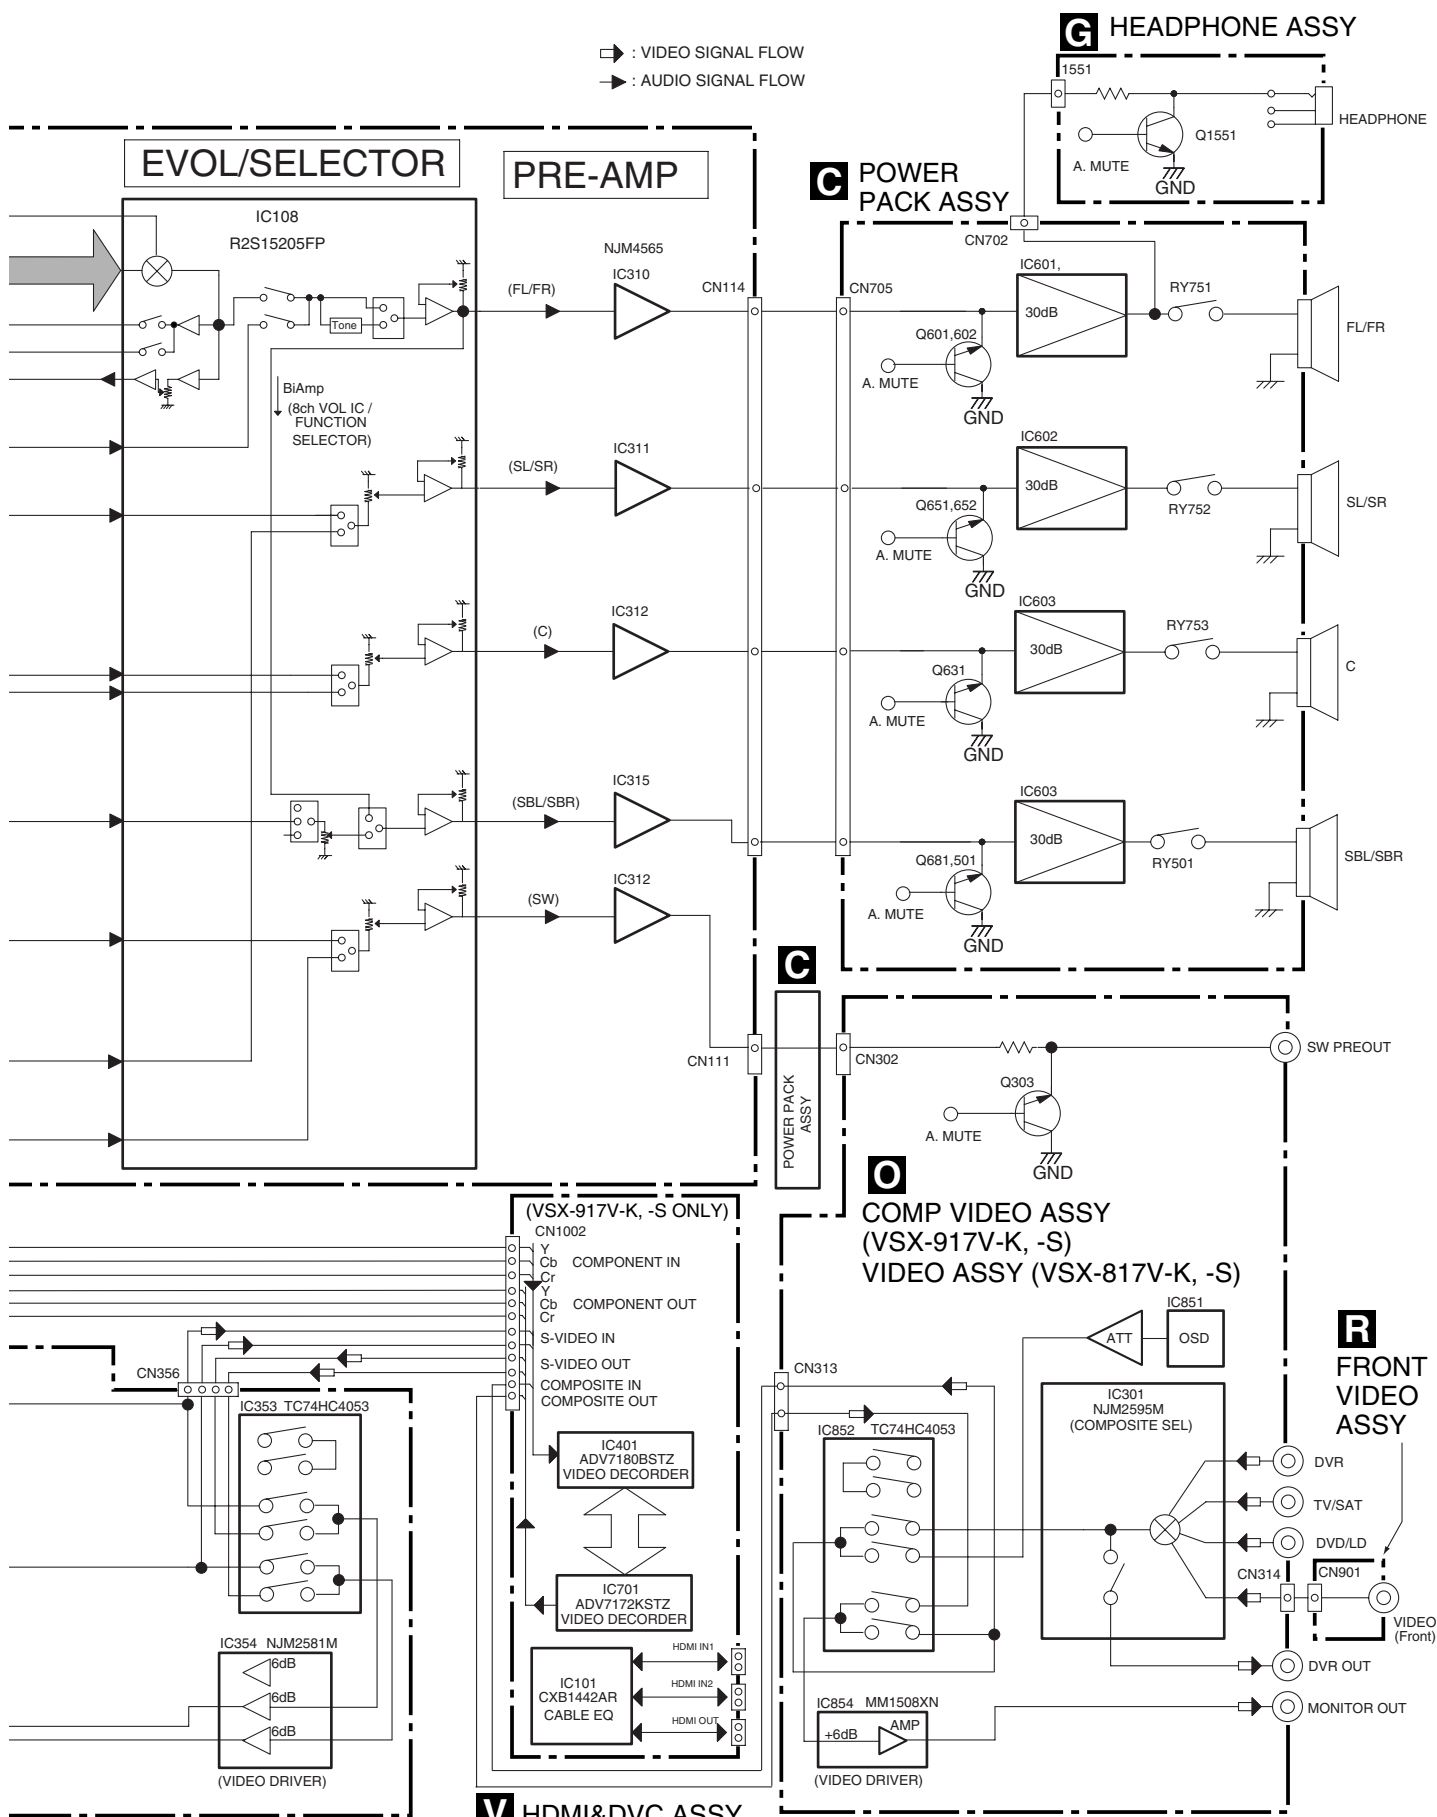 G HEADPHONE ASSY
: VIDEO SIGNAL FLOW
: AUDIO SIGNAL FLOW
1551
HEADPHONE
Q1551
A. MUTE
GND
EVOL/SELECTOR
PRE-AMP
C POWER
PACK ASSY
IC108
R2S15205FP
Tone
BiAmp
(8ch VOL IC /
FUNCTION
SELECTOR)
(FL/FR)
NJM4565
IC310
CN114
CN705
CN702
IC601,
30dB
RY751
FL/FR
Q601,602
A. MUTE
GND
(SL/SR)
IC311
IC602
30dB
RY752
SL/SR
Q651,652
A. MUTE
GND
(C)
IC312
IC603
30dB
RY753
C
Q631
A. MUTE
GND
(SBL/SBR)
IC315
IC603
30dB
RY501
SBL/SBR
Q681,501
A. MUTE
GND
(SW)
IC312
C
POWER PACK
ASSY
CN111
CN302
SW PREOUT
Q303
A. MUTE
GND
O
COMP VIDEO ASSY
(VSX-917V-K, -S)
VIDEO ASSY (VSX-817V-K, -S)
(VSX-917V-K, -S ONLY)
CN1002
Y
Cb COMPONENT IN
Cr
Y
Cb COMPONENT OUT
Cr
S-VIDEO IN
S-VIDEO OUT
COMPOSITE IN
COMPOSITE OUT
CN356
IC353 TC74HC4053
IC354 NJM2581M
6dB
6dB
6dB
(VIDEO DRIVER)
IC401
ADV7180BSTZ
VIDEO DECORDER
IC701
ADV7172KSTZ
VIDEO DECORDER
IC101
CXB1442AR
CABLE EQ
HDMI IN1
HDMI IN2
HDMI OUT
V HDMI&DVC ASSY
CN313
IC851
ATT
OSD
IC852 TC74HC4053
IC301
NJM2595M
(COMPOSITE SEL)
R
FRONT
VIDEO
ASSY
DVR
TV/SAT
DVD/LD
CN314
CN901
VIDEO
(Front)
DVR OUT
MONITOR OUT
IC854 MM1508XN
+6dB
AMP
(VIDEO DRIVER)